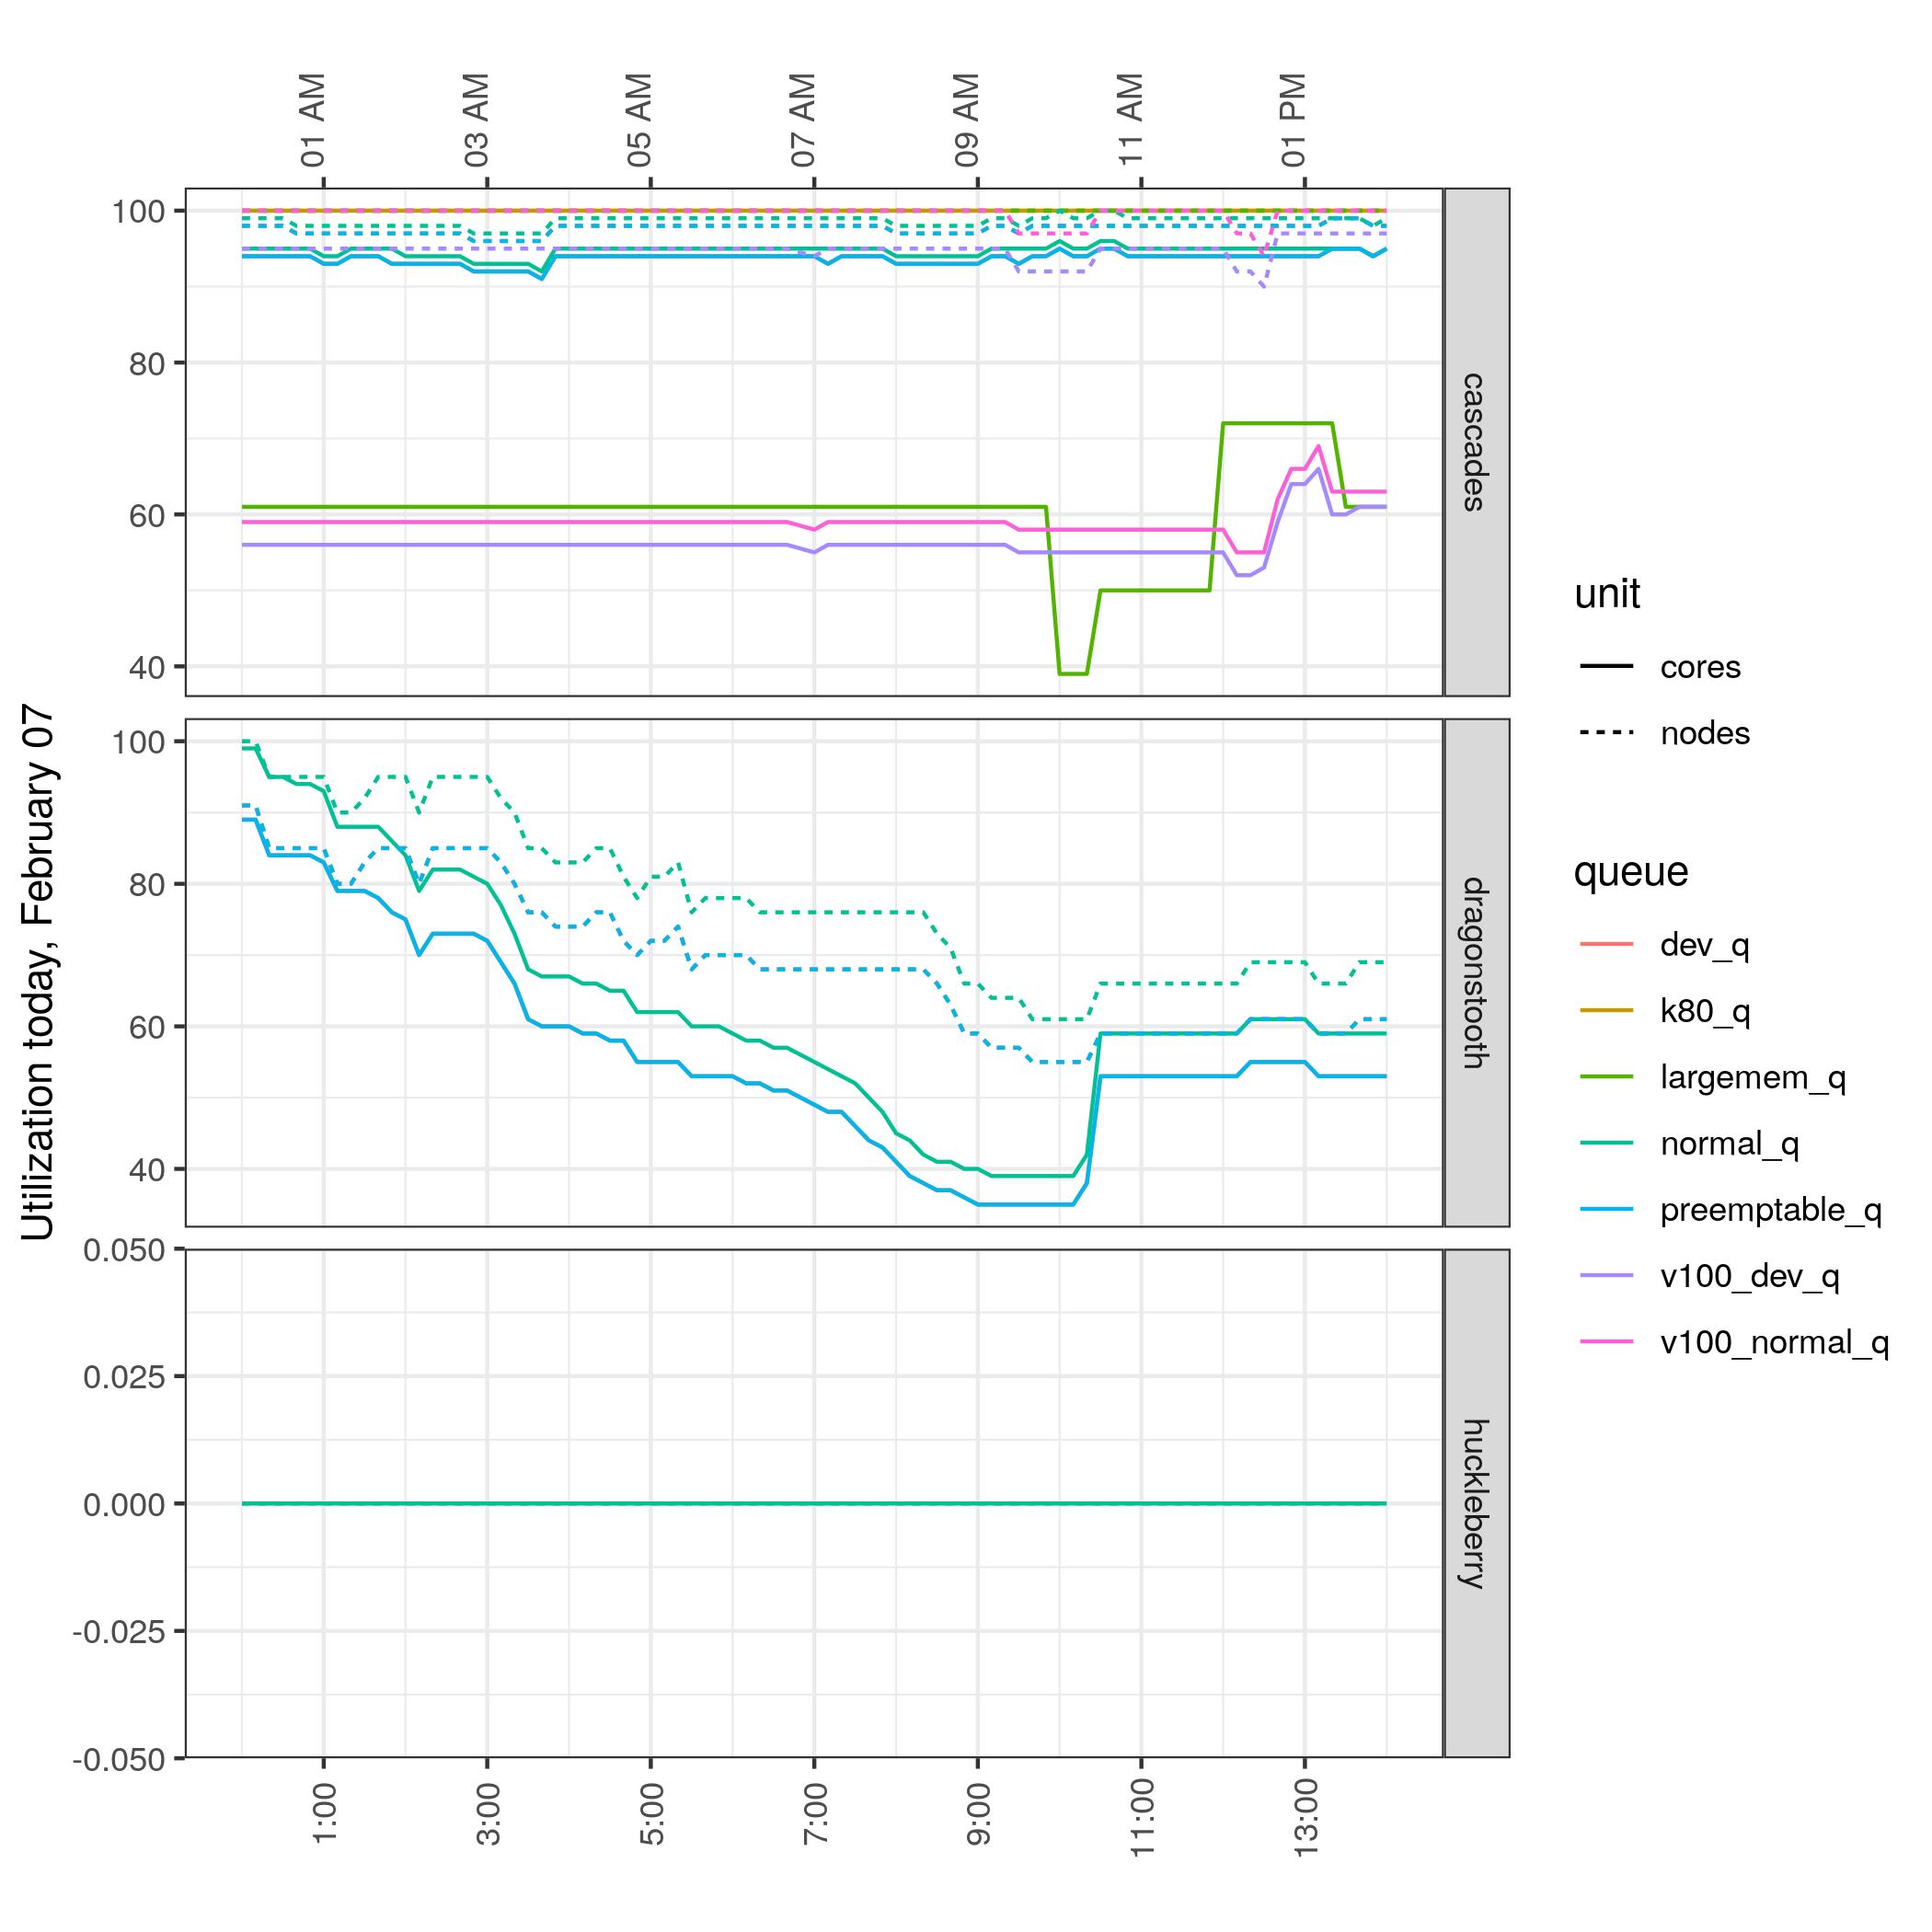 01 AM
03 AM
05 AM
07 AM
09 AM
11 AM
01 PM
Utilization today, February 07
100
80
60
40
cascades
100
80
60
40
dragonstooth
0.050
0.025
0.000
-0.025
-0.050
huckleberry
1:00
3:00
5:00
7:00
9:00
11:00
13:00
unit
cores
nodes
queue
dev_q
k80_q
largemem_q
normal_q
preemptable_q
v100_dev_q
v100_normal_q